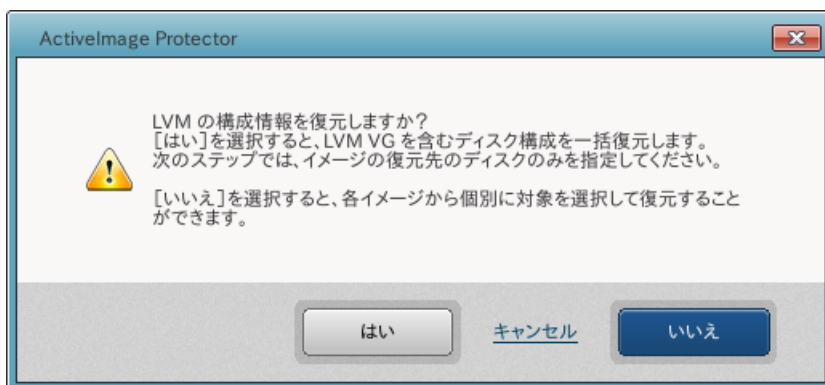 ActiveImage Protector
LVM の構成情報を復元しますか？
[はい]を選択すると、LVM VG を含むディスク構成を一括復元します。
次のステップでは、イメージの復元先のディスクのみを指定してください。
[いいえ]を選択すると、各イメージから個別に対象を選択して復元すること
ができます。
はい
キャンセル
いいえ